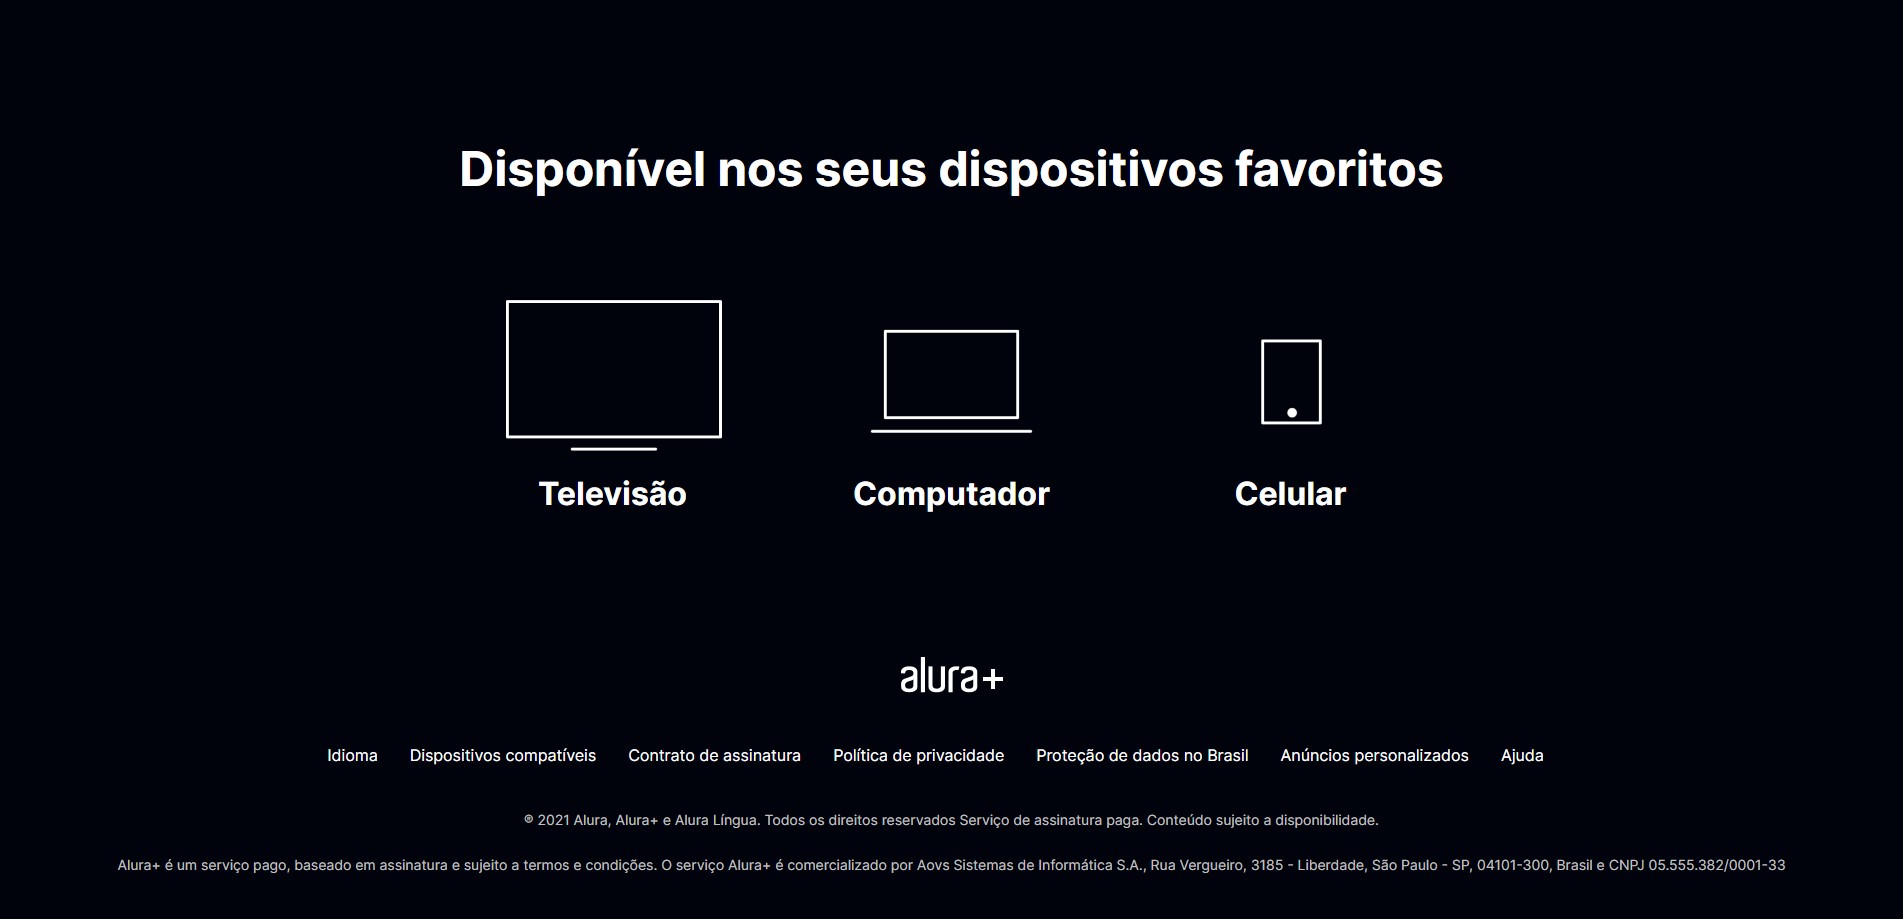 Disponível nos seus dispositivos favoritos
Televisão Computador Celular
alura+
Idioma Dispositivos compatíveis Contrato de assinatura Política de privacidade Proteção de dados no Brasil Anúncios personalizados Ajuda
® 2021 Alura, Alura+ e Alura Língua. Todos os direitos reservados Serviço de assinatura paga. Conteúdo sujeito a disponibilidade.
Alura+ é um serviço pago, baseado em assinatura e sujeito a termos e condições. O serviço Alura+ é comercializado por Aovs Sistemas de Informática S.A., Rua Vergueiro, 3185 - Liberdade, São Paulo - SP, 04101-300, Brasil e CNPJ 05.555.382/0001-33